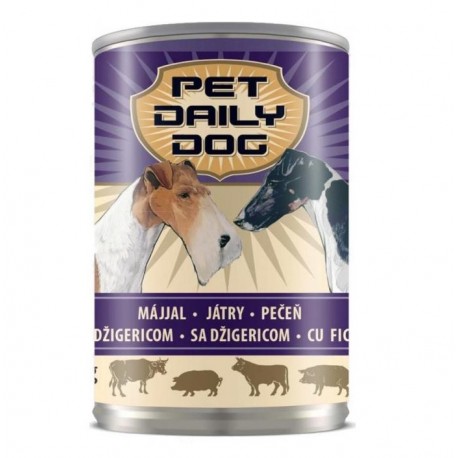 PET
DAILY
DOG
MÁJJAL • JÁTRY • PEČEŇ
DŽIGERICOM • SA DŽIGERICOM • CU FIC